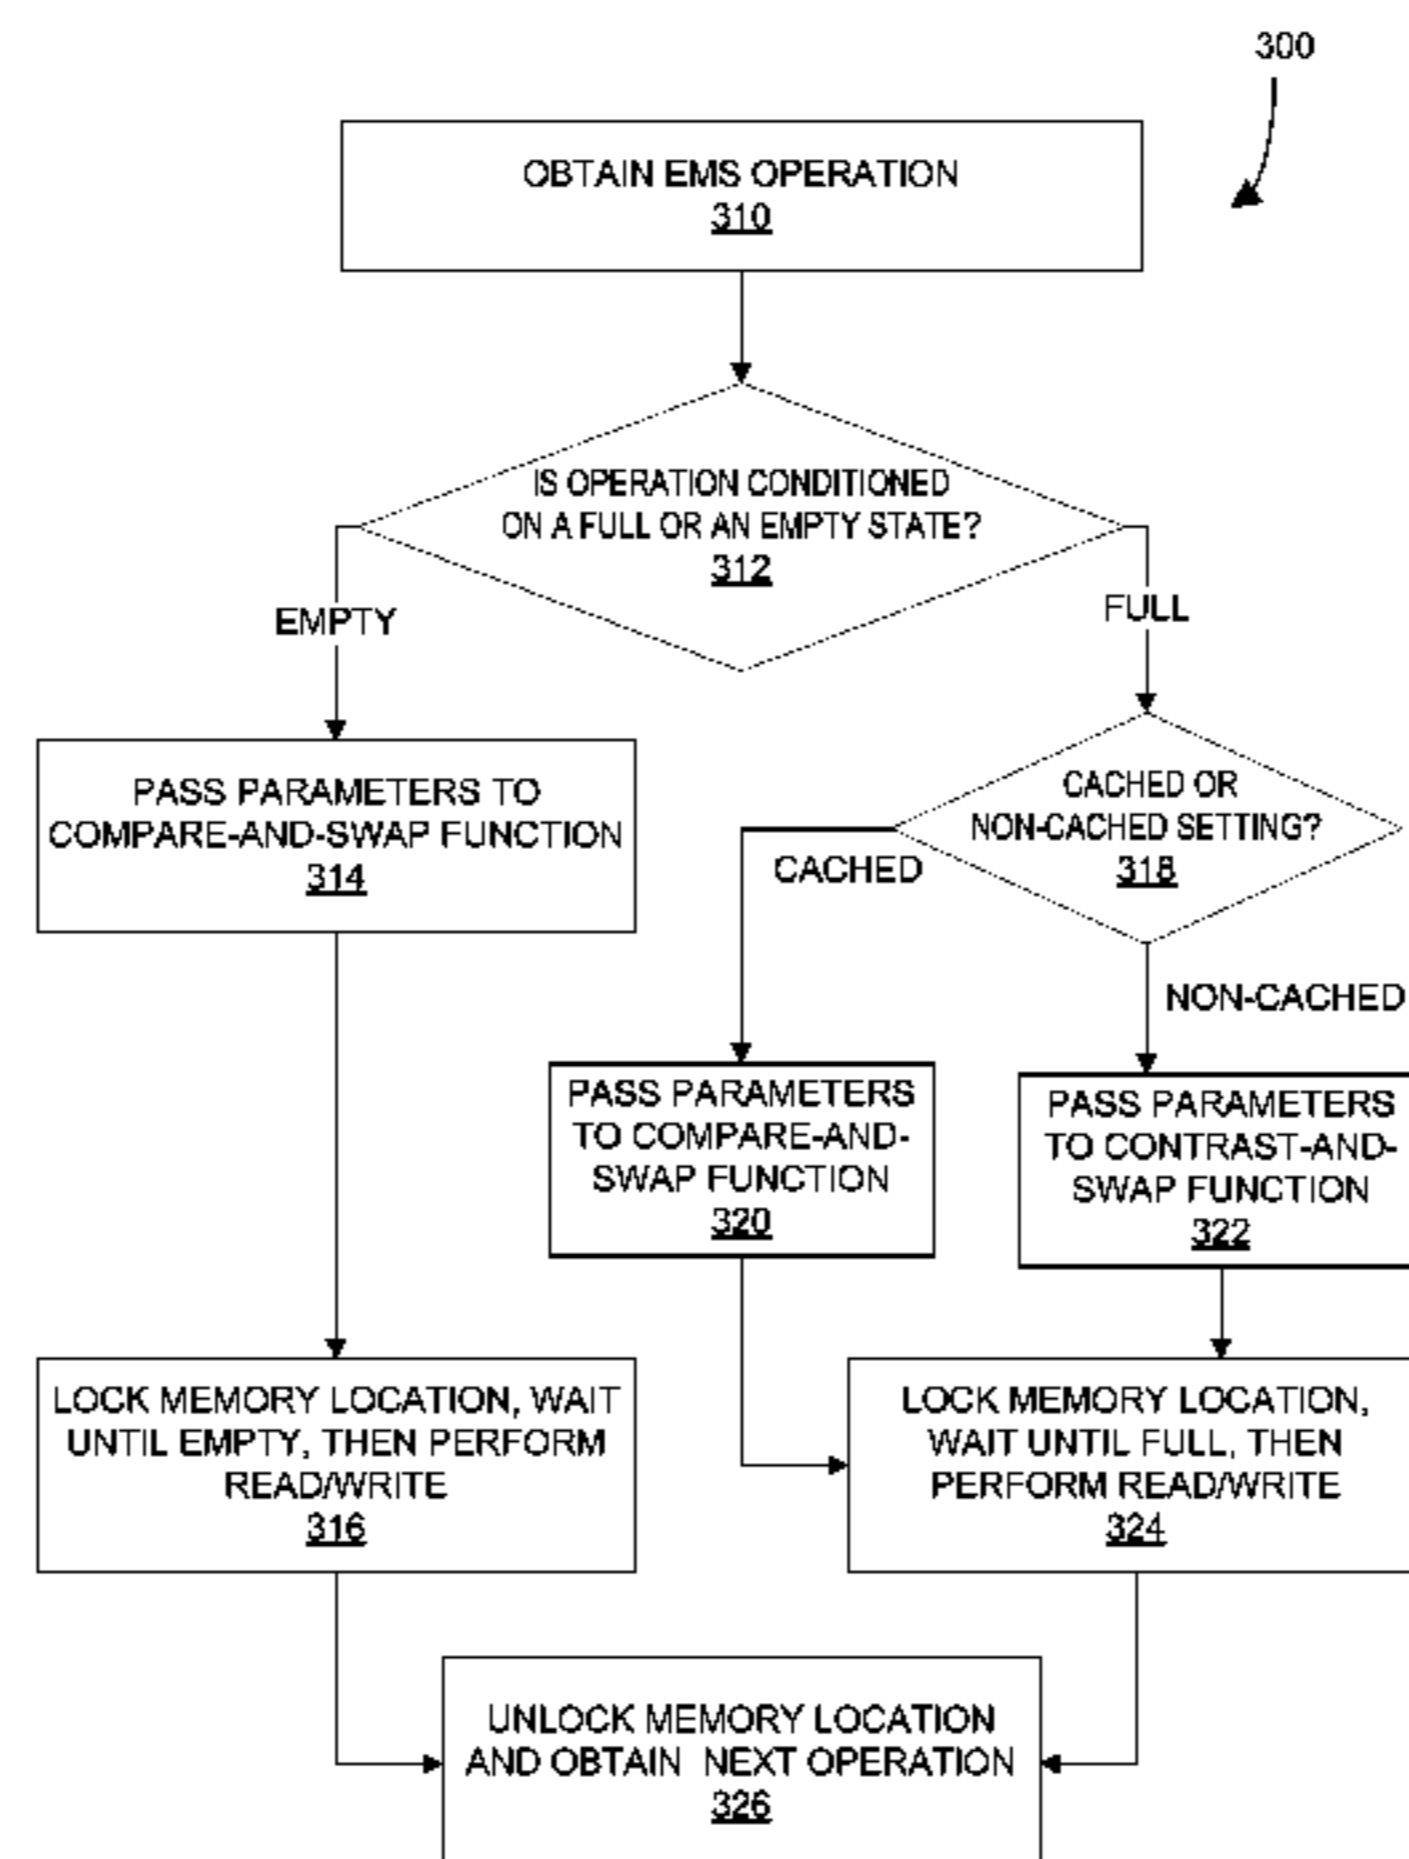 300
OBTAIN EMS OPERATION
310
IS OPERATION CONDITIONED
ON A FULL OR AN EMPTY STATE?
312
EMPTY
FULL
PASS PARAMETERS TO
COMPARE-AND-SWAP FUNCTION
314
CACHED OR
NON-CACHED SETTING?
318
CACHED
NON-CACHED
PASS PARAMETERS
TO COMPARE-AND-
SWAP FUNCTION
320
PASS PARAMETERS
TO CONTRAST-AND-
SWAP FUNCTION
322
LOCK MEMORY LOCATION, WAIT
UNTIL EMPTY, THEN PERFORM
READ/WRITE
316
LOCK MEMORY LOCATION,
WAIT UNTIL FULL, THEN
PERFORM READ/WRITE
324
UNLOCK MEMORY LOCATION
AND OBTAIN NEXT OPERATION
326